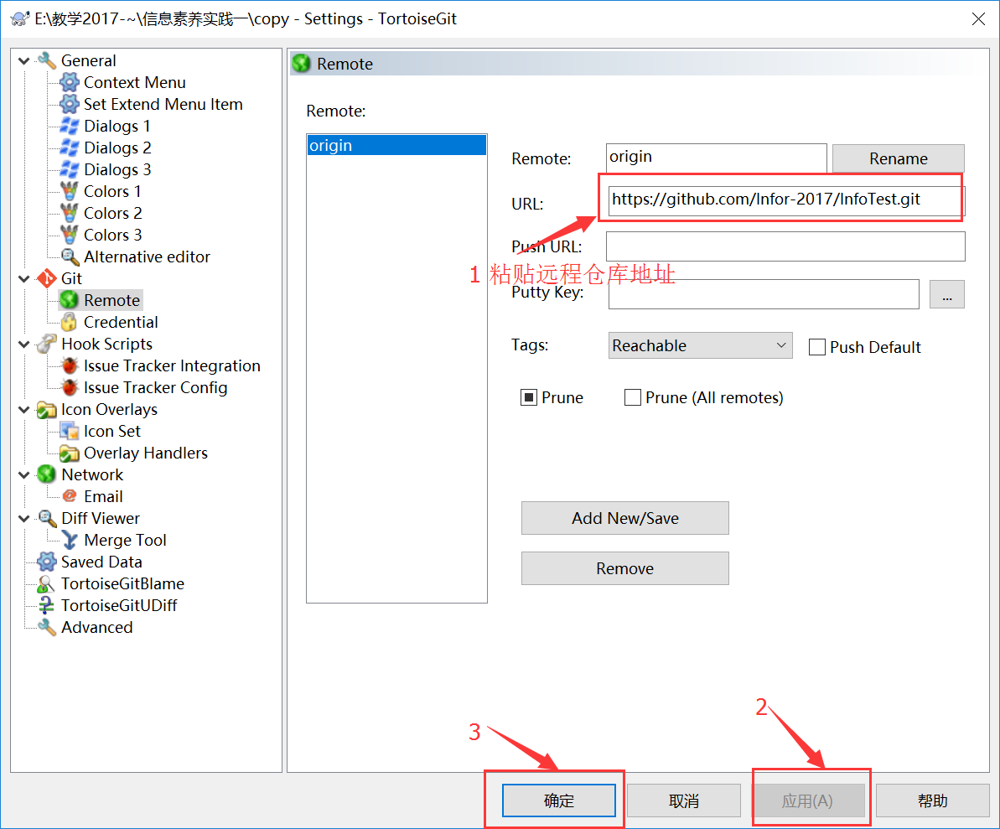 E:\教学2017-~\信息素养实践一\copy - Settings - TortoiseGit
General
Context Menu
Set Extend Menu Item
Dialogs 1
Dialogs 2
Dialogs 3
Colors 1
Colors 2
Colors 3
Alternative editor
Git
Remote
Credential
Hook Scripts
Issue Tracker Integration
Issue Tracker Config
Icon Overlays
Icon Set
Overlay Handlers
Network
Email
Diff Viewer
Merge Tool
Saved Data
TortoiseGitBlame
TortoiseGitUDiff
Advanced
Remote
Remote:
origin
Remote: origin Rename
URL: https://github.com/Infor-2017/InfoTest.git
Push URL:
1 粘贴远程仓库地址
Putty Key: ...
Tags: Reachable Push Default
Prune Prune (All remotes)
Add New/Save
Remove
2
3
确定 取消 应用(A) 帮助